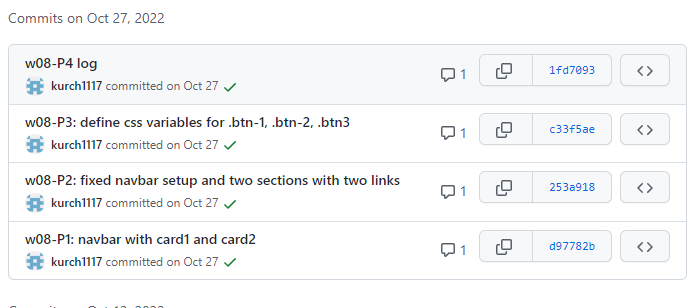 Commits on Oct 27, 2022
w08-P4 log
kurch1117 committed on Oct 27
1
1fd7093
w08-P3: define css variables for .btn-1, .btn-2, .btn3
kurch1117 committed on Oct 27
1
c33f5ae
w08-P2: fixed navbar setup and two sections with two links
kurch1117 committed on Oct 27
1
253a918
w08-P1: navbar with card1 and card2
kurch1117 committed on Oct 27
1
d97782b